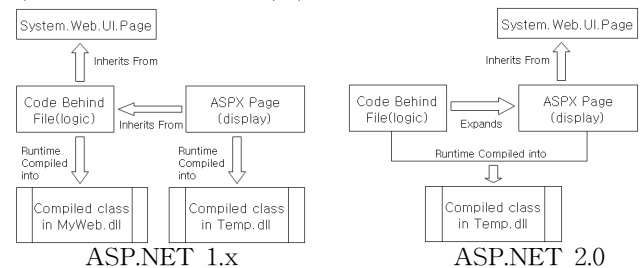 System.Web.UI.Page
Inherits From
Code Behind
File(logic)
Inherits From
ASPX Page
(display)
Runtime
Compiled
into
Runtime
Compiled
into
Compiled class
in MyWeb.dll
Compiled class
in Temp.dll
ASP.NET 1.x
System.Web.UI.Page
Inherits From
Code Behind
File(logic)
Expands
ASPX Page
(display)
Runtime Compiled into
Compiled class
in Temp.dll
ASP.NET 2.0